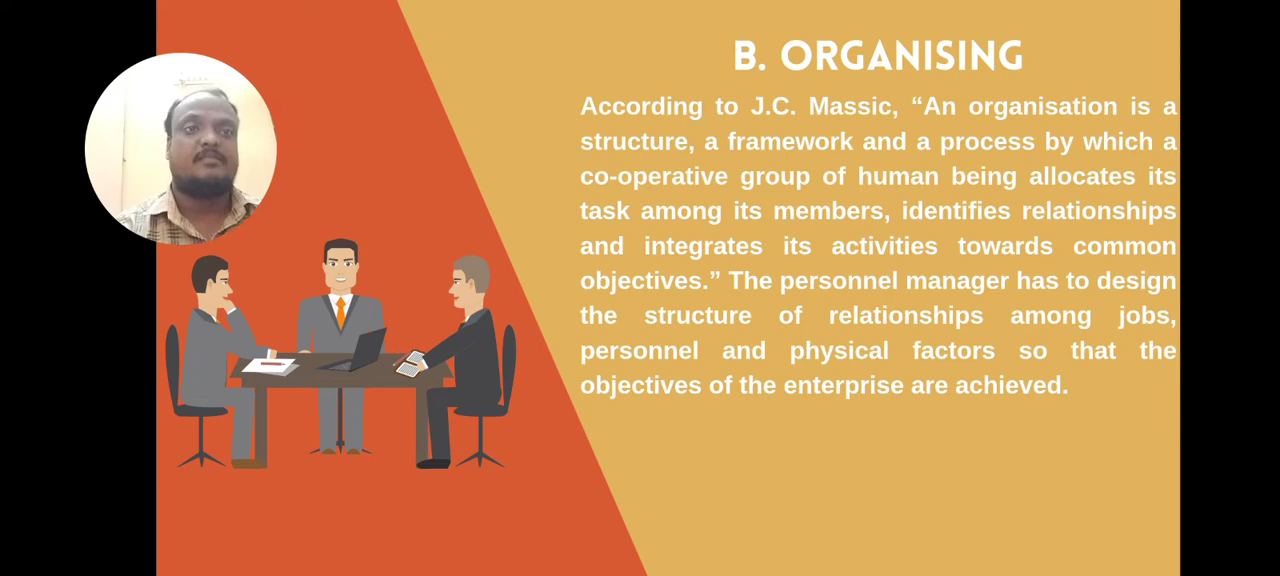 B. ORGANISING
According to J.C. Massic, “An organisation is a
structure, a framework and a process by which a
co-operative group of human being allocates its
task among its members, identifies relationships
and integrates its activities towards common
objectives.” The personnel manager has to design
the structure of relationships among jobs,
personnel and physical factors so that the
objectives of the enterprise are achieved.